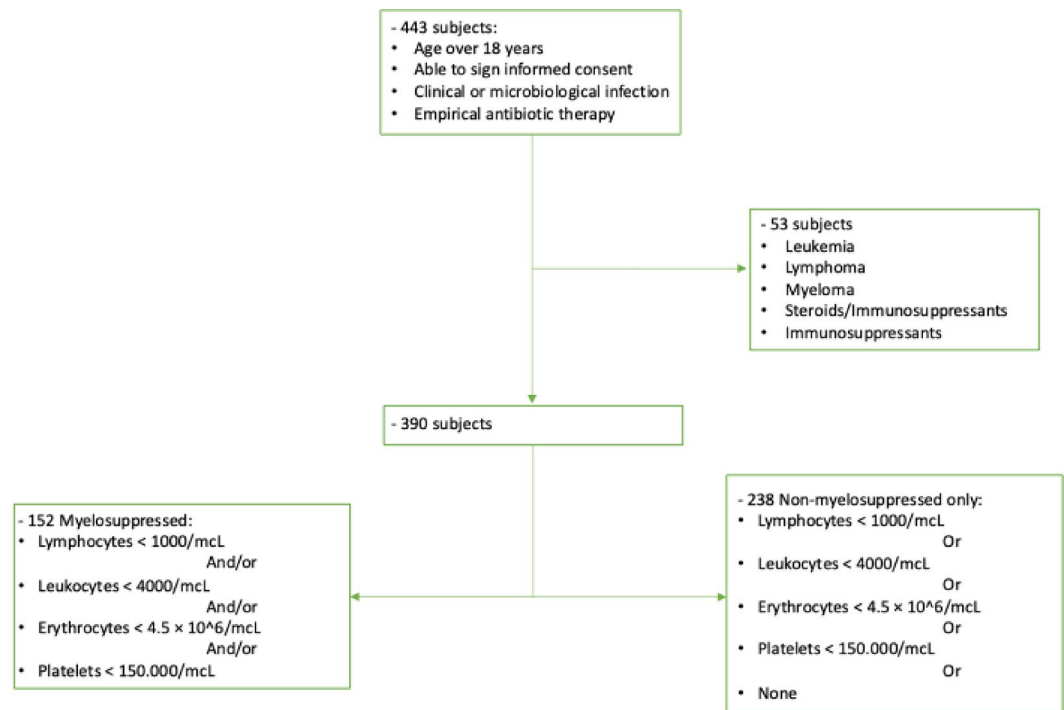 - 443 subjects:
• Age over 18 years
• Able to sign informed consent
• Clinical or microbiological infection
• Empirical antibiotic therapy
- 53 subjects
• Leukemia
• Lymphoma
• Myeloma
• Steroids/Immunosuppressants
• Immunosuppressants
- 390 subjects
- 152 Myelosuppressed:
• Lymphocytes < 1000/mcL
And/or
• Leukocytes < 4000/mcL
And/or
• Erythrocytes < 4.5 × 10^6/mcL
And/or
• Platelets < 150.000/mcL
- 238 Non-myelosuppressed only:
• Lymphocytes < 1000/mcL
Or
• Leukocytes < 4000/mcL
Or
• Erythrocytes < 4.5 × 10^6/mcL
Or
• Platelets < 150.000/mcL
Or
• None